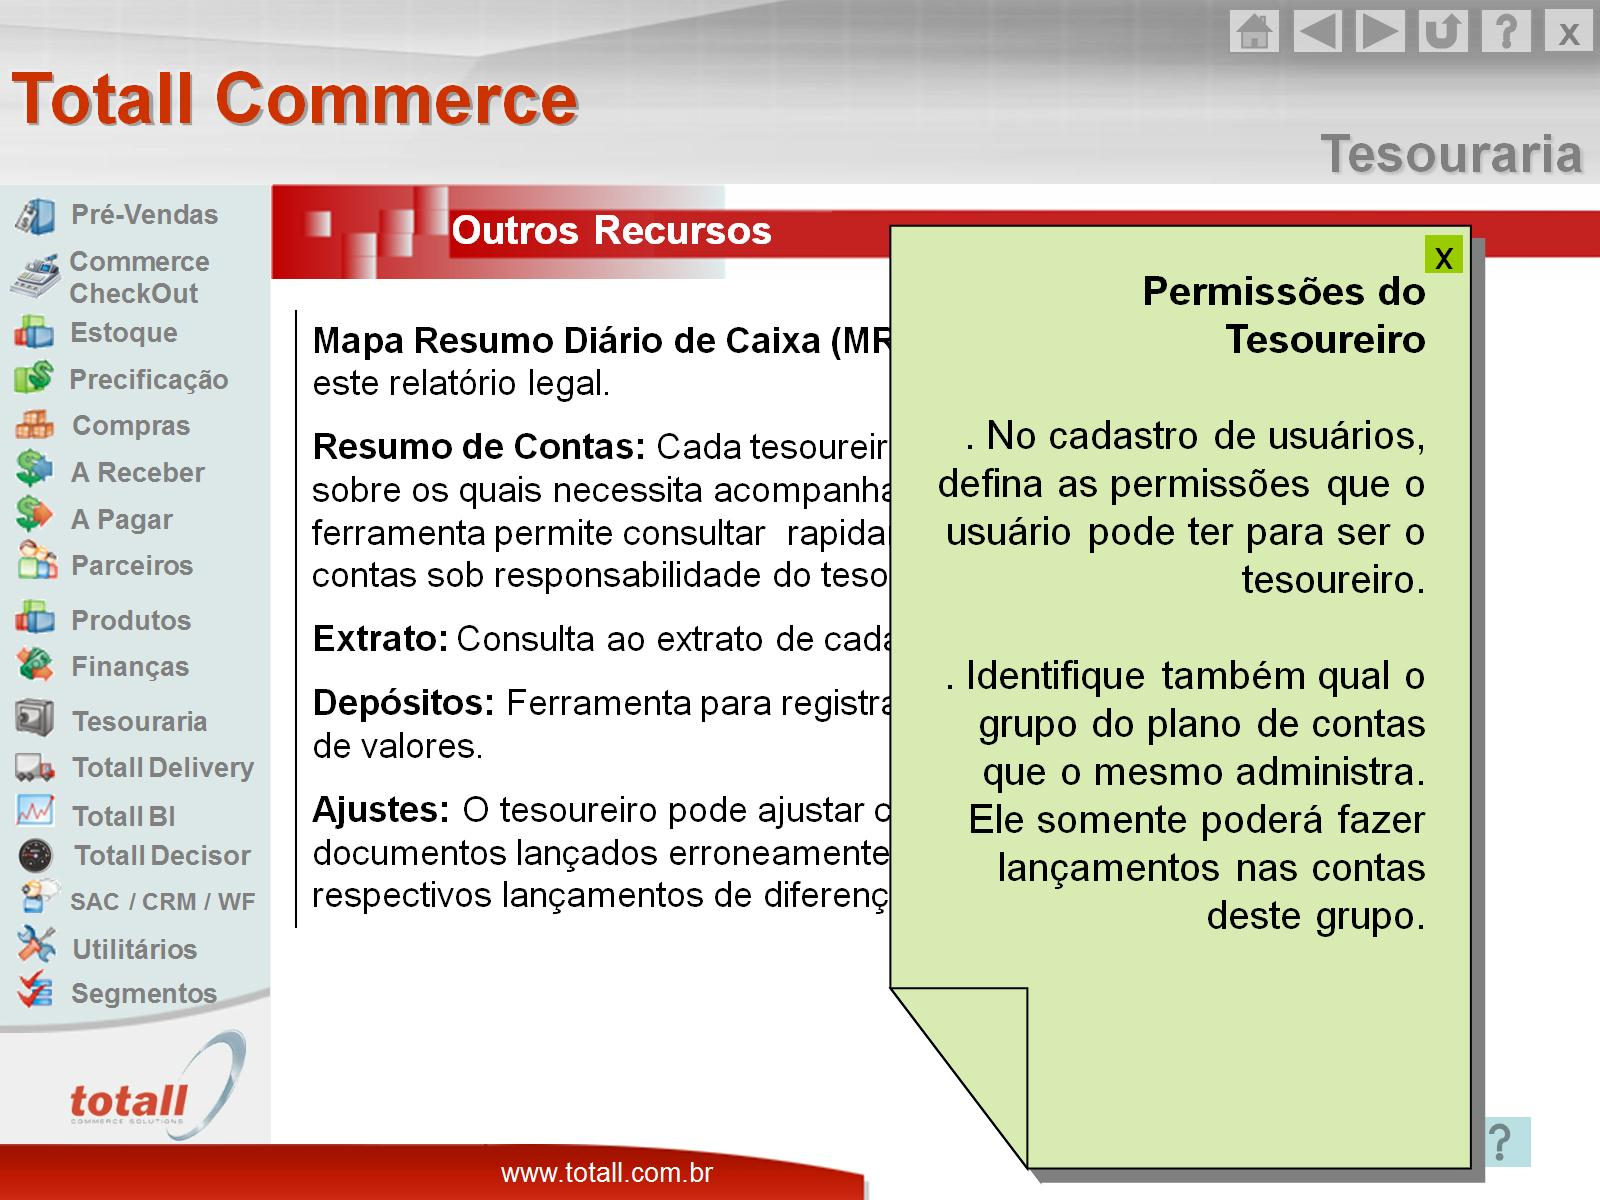 Totall Commerce
x
Tesouraria
Pré-Vendas
Commerce
CheckOut
Estoque
Precificação
Compras
A Receber
A Pagar
Parceiros
Produtos
Finanças
Tesouraria
Totall Delivery
Totall BI
Totall Decisor
SAC / CRM / WF
Utilitários
Segmentos
totall
COMMERCE SOLUTIONS
Outros Recursos
Mapa Resumo Diário de Caixa (MR
este relatório legal.
Resumo de Contas: Cada tesoureir
sobre os quais necessita acompanha
ferramenta permite consultar rapida
contas sob responsabilidade do teso
Extrato: Consulta ao extrato de cada
Depósitos: Ferramenta para registra
de valores.
Ajustes: O tesoureiro pode ajustar c
documentos lançados erroneamente
respectivos lançamentos de diferenç
x
Permissões do
Tesoureiro
. No cadastro de usuários,
defina as permissões que o
usuário pode ter para ser o
tesoureiro.
. Identifique também qual o
grupo do plano de contas
que o mesmo administra.
Ele somente poderá fazer
lançamentos nas contas
deste grupo.
?
www.totall.com.br